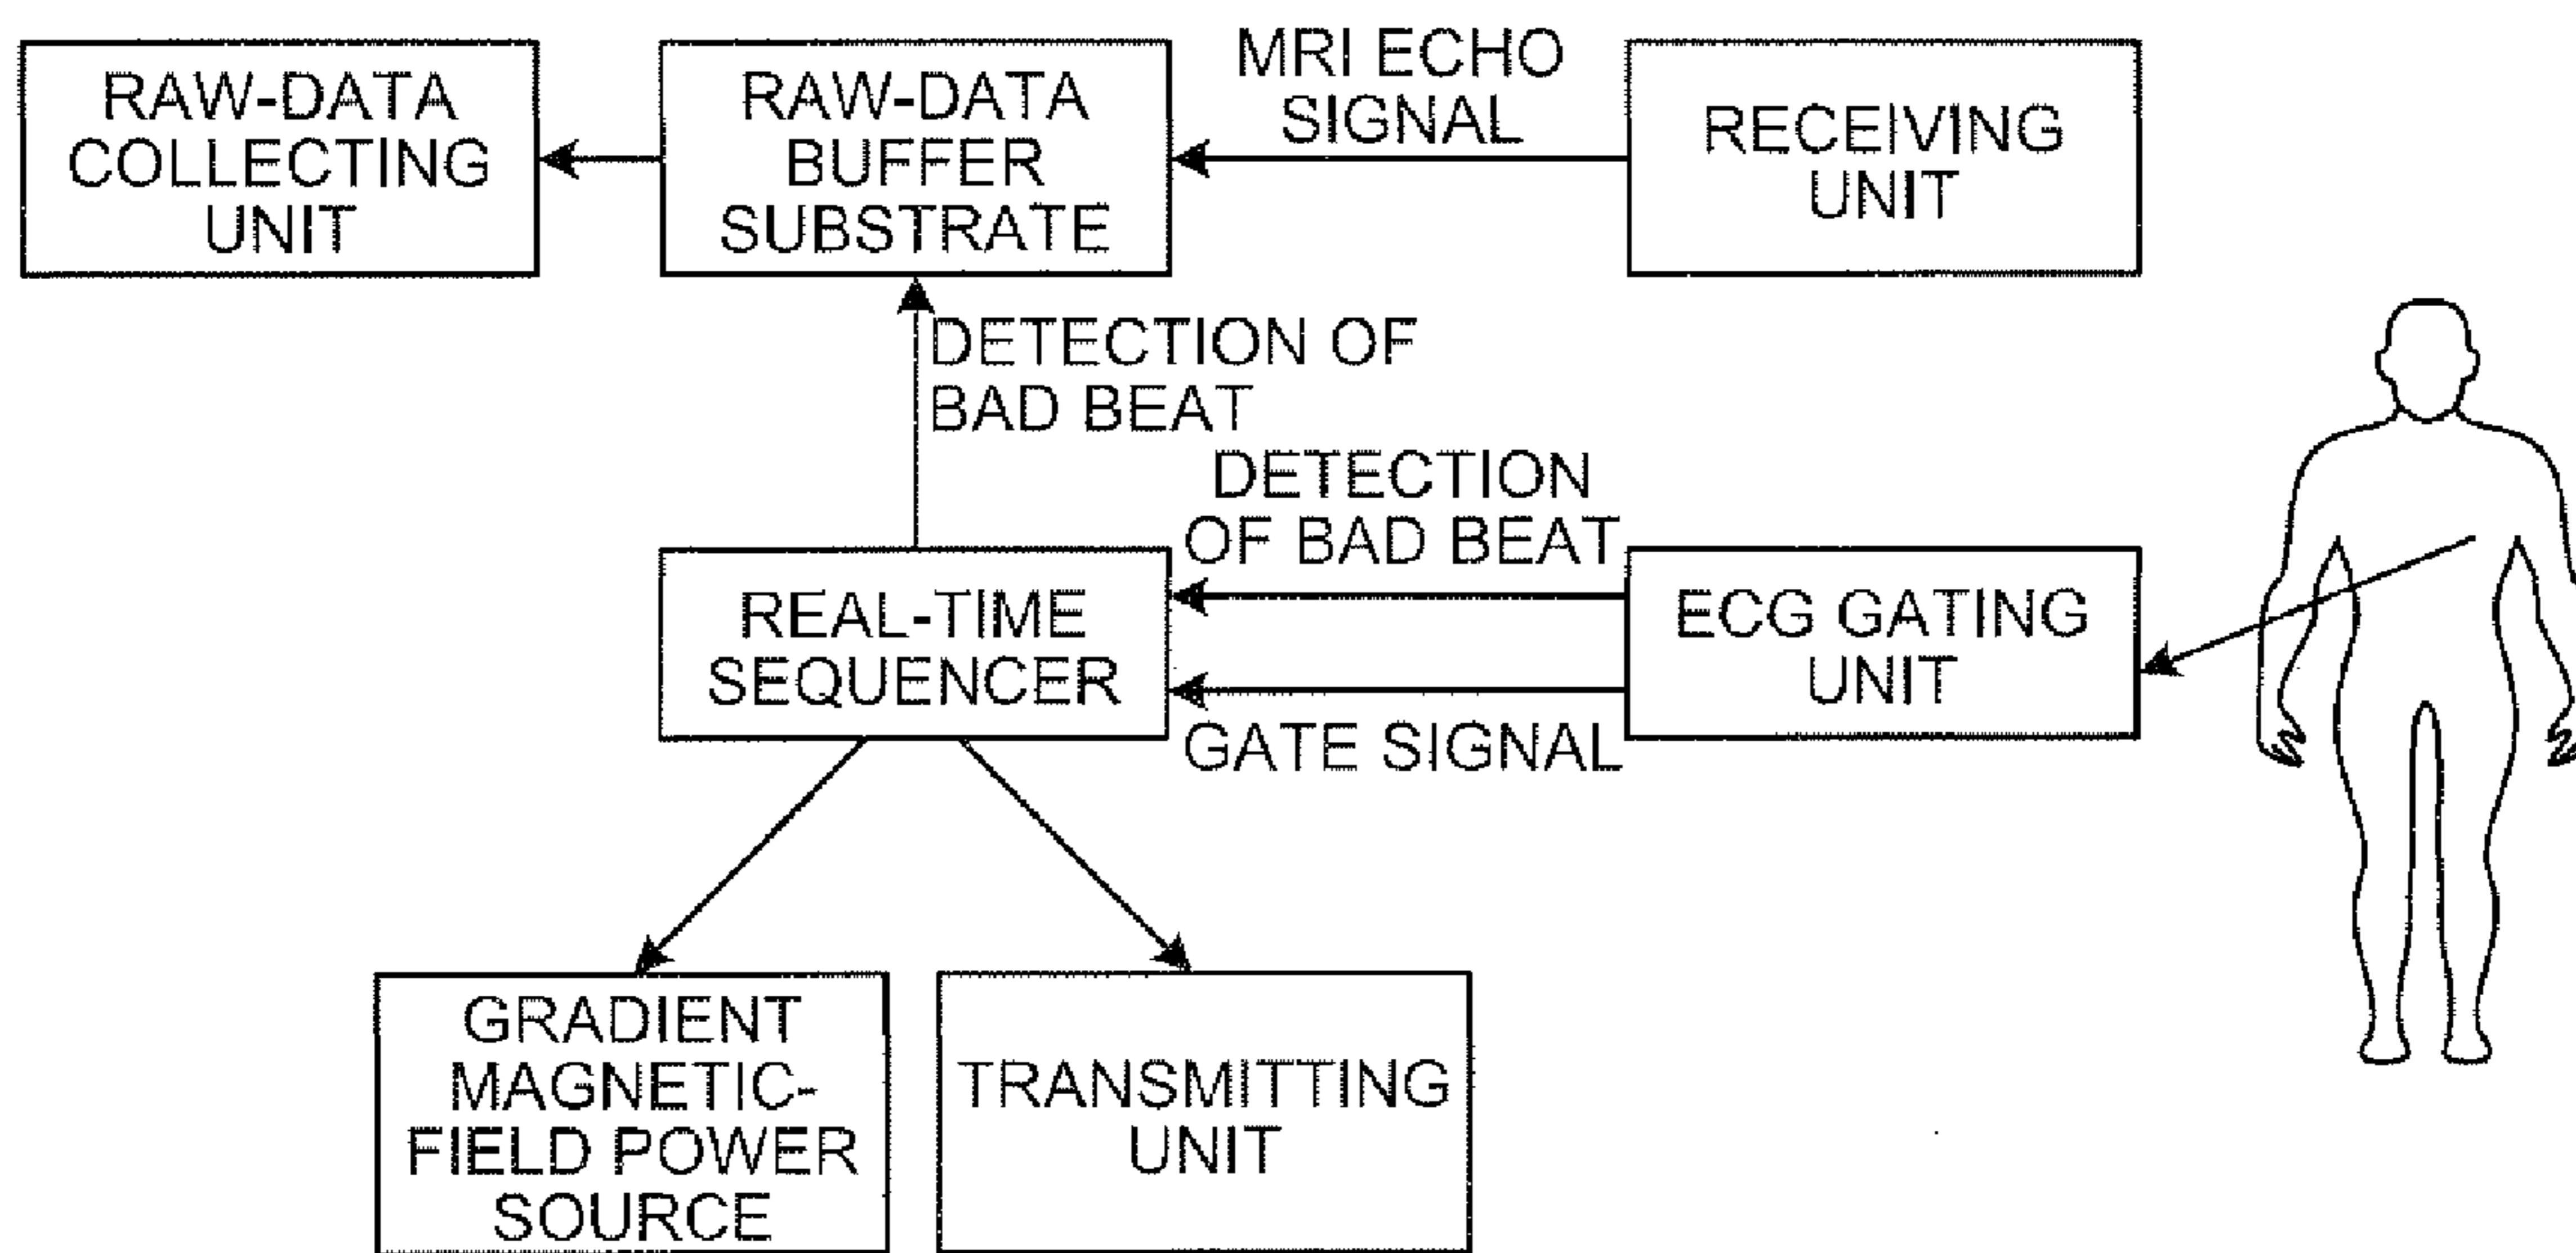 RAW-DATA
COLLECTING
UNIT
RAW-DATA
BUFFER
SUBSTRATE
MRI ECHO
SIGNAL
RECEIVING
UNIT
DETECTION OF
BAD BEAT
DETECTION
OF BAD BEAT
REAL-TIME
SEQUENCER
GATE SIGNAL
ECG GATING
UNIT
GRADIENT
MAGNETIC-
FIELD POWER
SOURCE
TRANSMITTING
UNIT